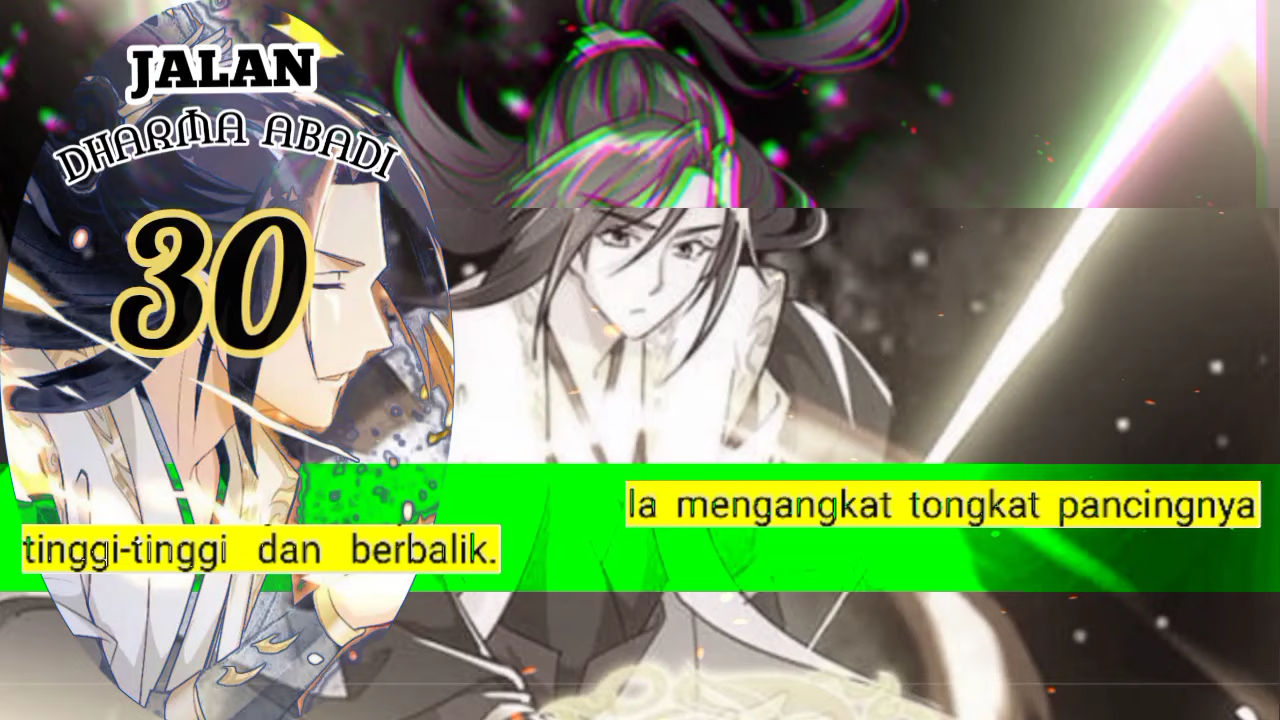 JALAN
DHARMA ABADI
30
Ia mengangkat tongkat pancingnya
tinggi-tinggi dan berbalik.